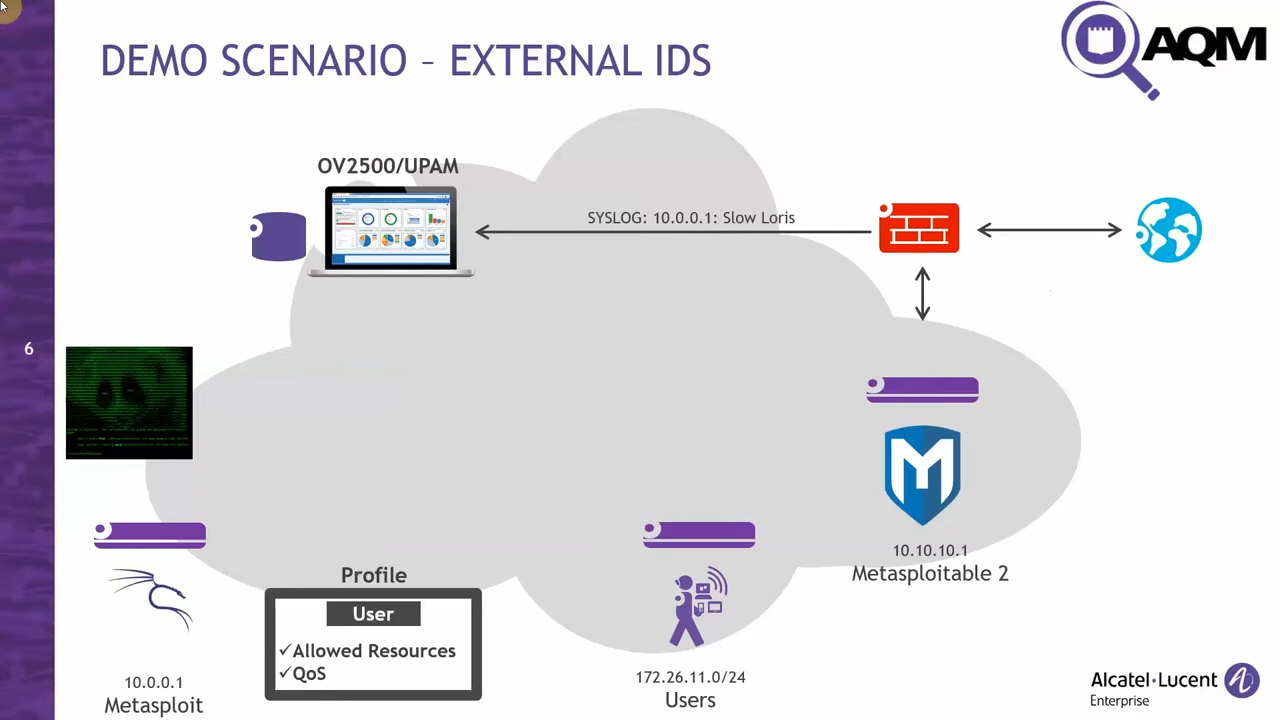 DEMO SCENARIO – EXTERNAL IDS
AQM
OV2500/UPAM
SYSLOG: 10.0.0.1: Slow Loris
6
10.10.10.1
Metasploitable 2
Profile
User
✓Allowed Resources
✓QoS
10.0.0.1
Metasploit
172.26.11.0/24
Users
Alcatel·Lucent
Enterprise